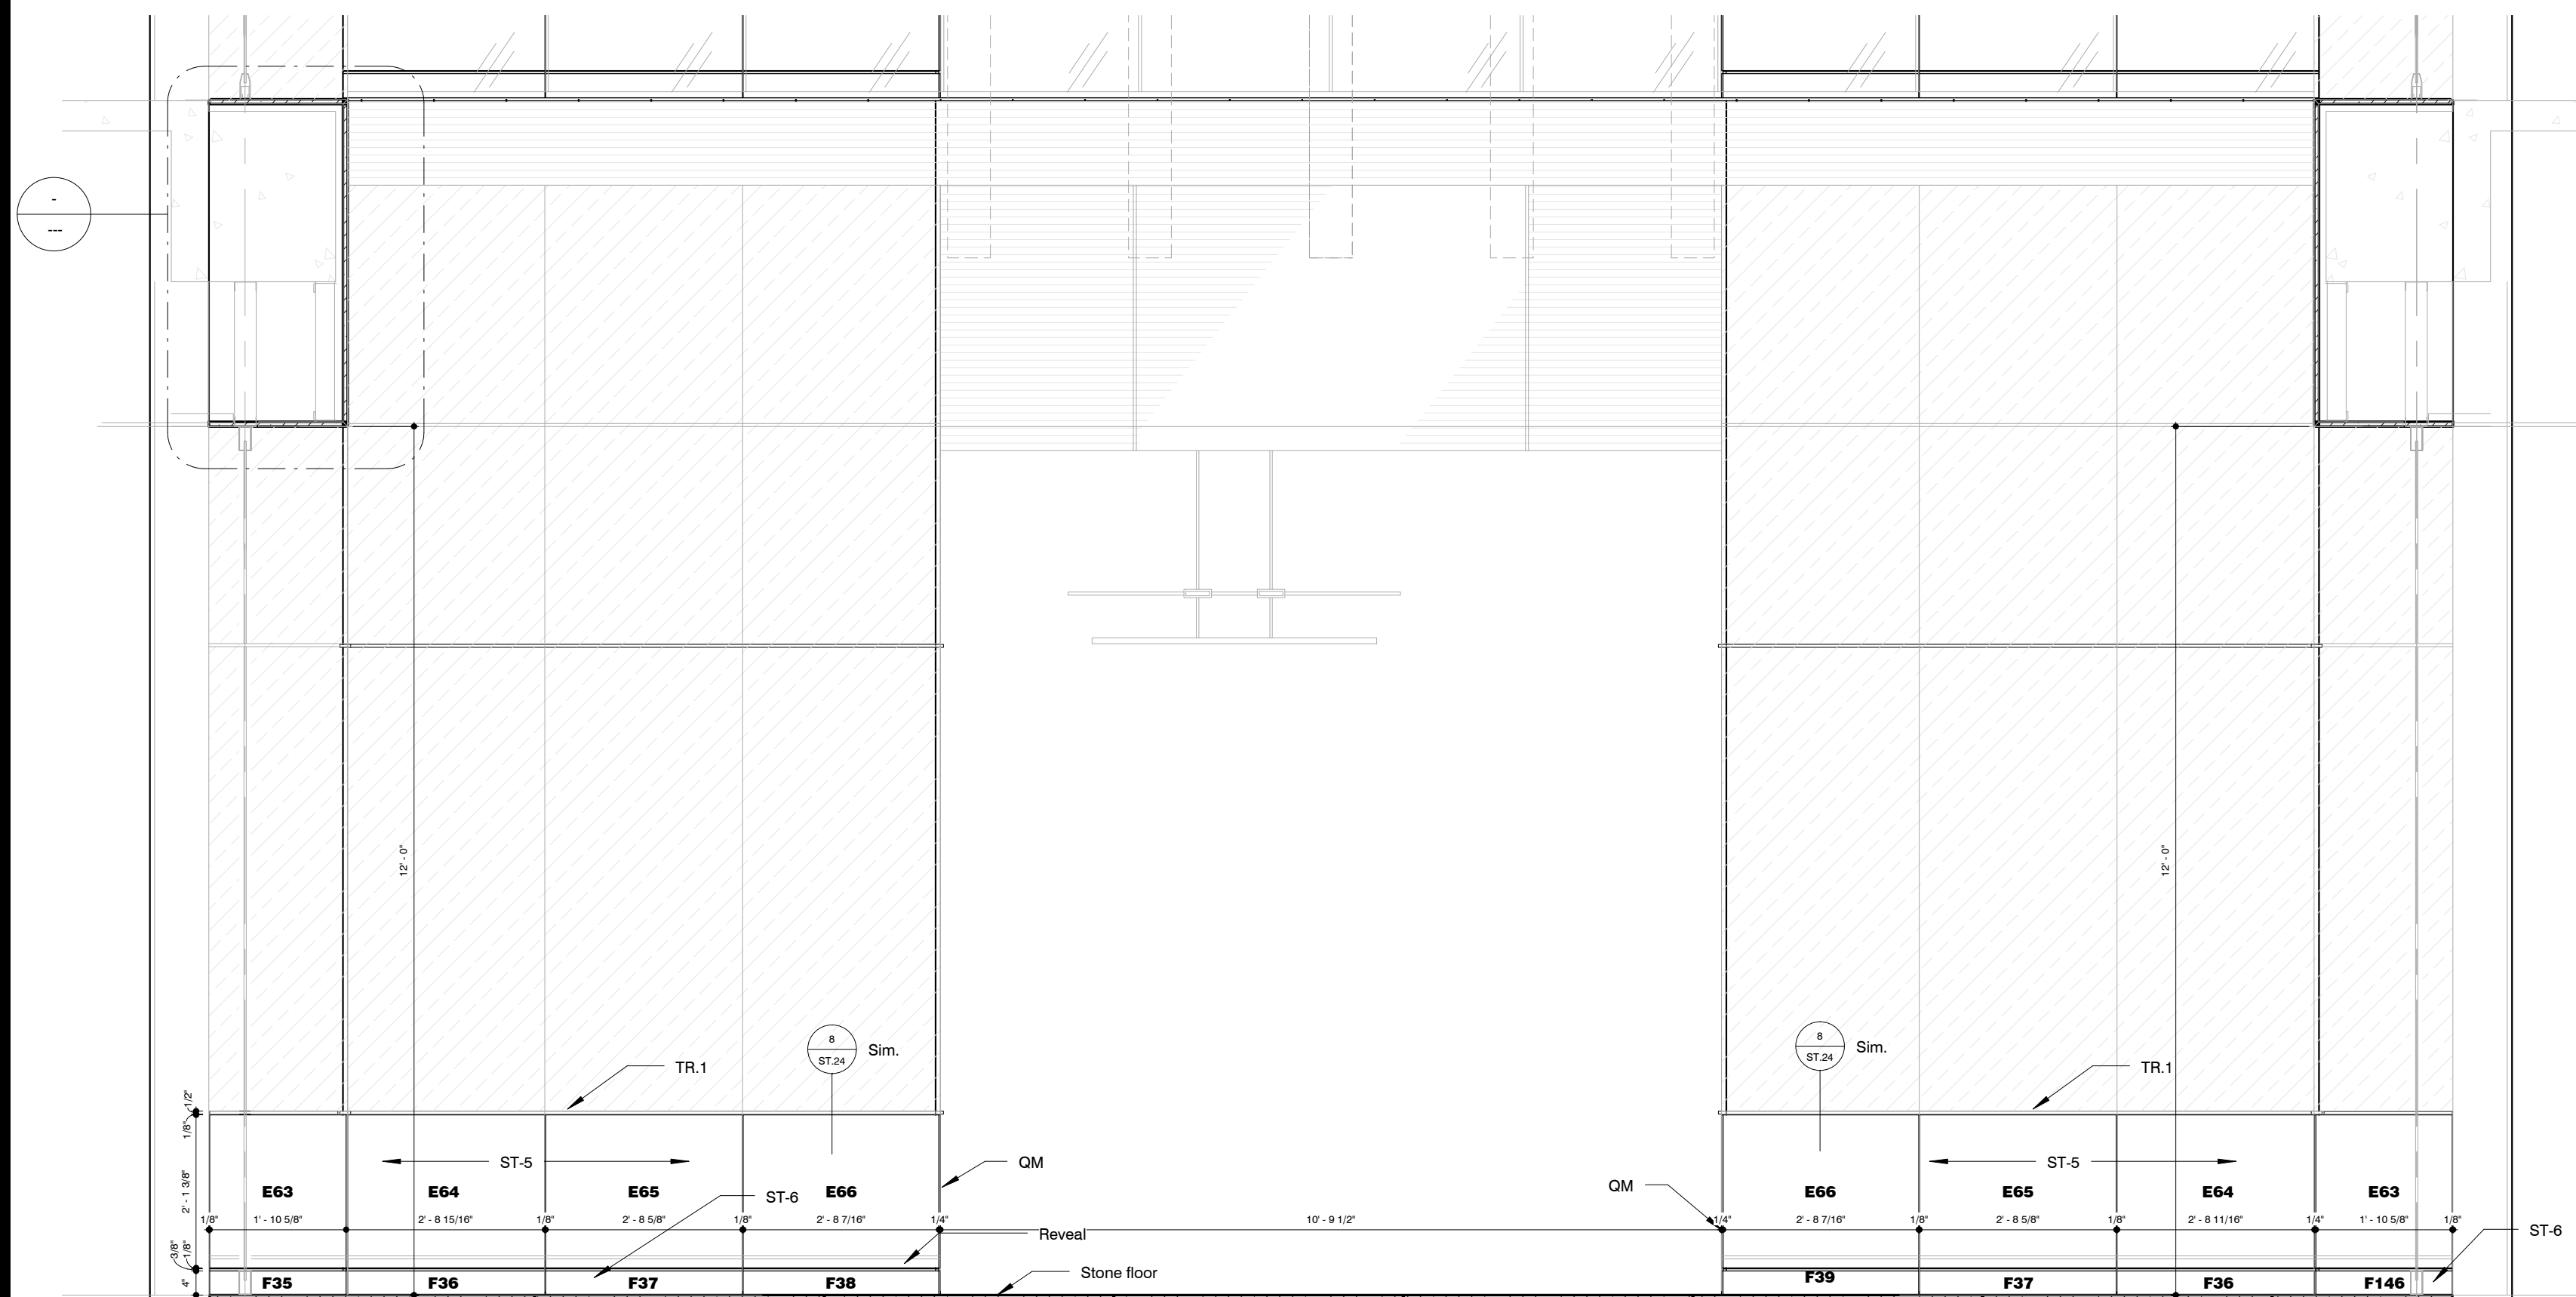 -
---
12' - 0"
12' - 0"
8
ST.24
Sim.
8
ST.24
Sim.
TR.1
TR.1
1/2"
1/8"
2' - 1 3/8"
3/8"
1/8"
4"
ST-5
QM
ST-5
QM
E63
E64
E65
E66
E66
E65
E64
E63
ST-6
1/8"
1' - 10 5/8"
2' - 8 15/16"
1/8"
2' - 8 5/8"
1/8"
2' - 8 7/16"
1/4"
10' - 9 1/2"
1/4"
2' - 8 7/16"
1/8"
2' - 8 5/8"
1/8"
2' - 8 11/16"
1/4"
1' - 10 5/8"
1/8"
Reveal
ST-6
Stone floor
F35
F36
F37
F38
F39
F37
F36
F146